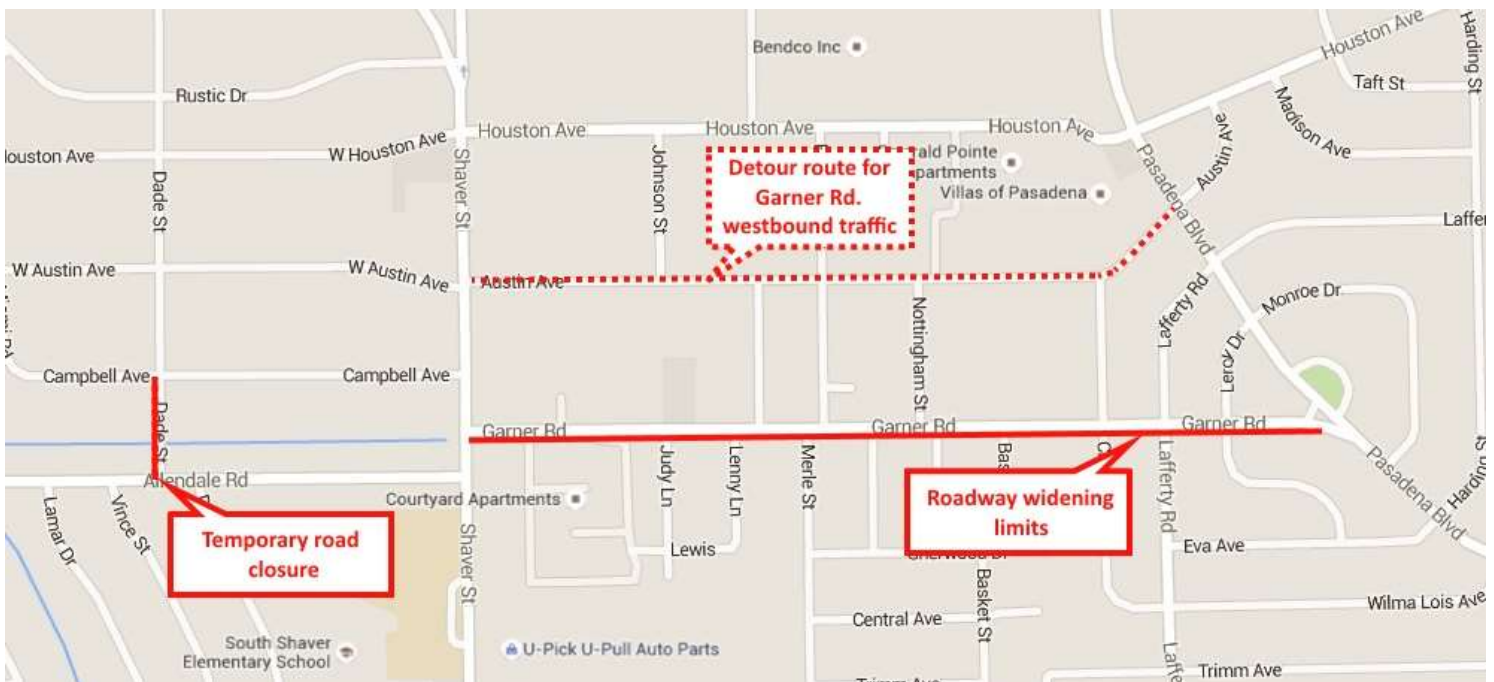 Bendco Inc
Houston Ave
Harding St
Taft St
Rustic Dr
Madison Ave
Houston Ave
Houston Ave
Houston Ave
W Houston Ave
ouston Ave
Shaver St
Johnson St
Detour route for
Garner Rd.
westbound traffic
rald Pointe
partments
Villas of Pasadena
Pasadena Blvd
Austin Ave
Dade St
Laffer
W Austin Ave
W Austin Ave
Austin Ave
Lafferty Rd
Monroe Dr
Nottingham St
Leroy Dr
Campbell Ave
Campbell Ave
Dade St
Garner Rd
Garner Rd
Garner Rd
Allendale Rd
Judy Ln
Lenny Ln
Merle St
Bas
Lafferty Rd
Pasadena Blvd
Harding St
Courtyard Apartments
Roadway widening
limits
Lamar Dr
Vince St
Temporary road
closure
Shaver St
Lewis
Eva Ave
Basket St
Central Ave
Wilma Lois Ave
South Shaver
Elementary School
U-Pick U-Pull Auto Parts
Laffe
Trimm Ave